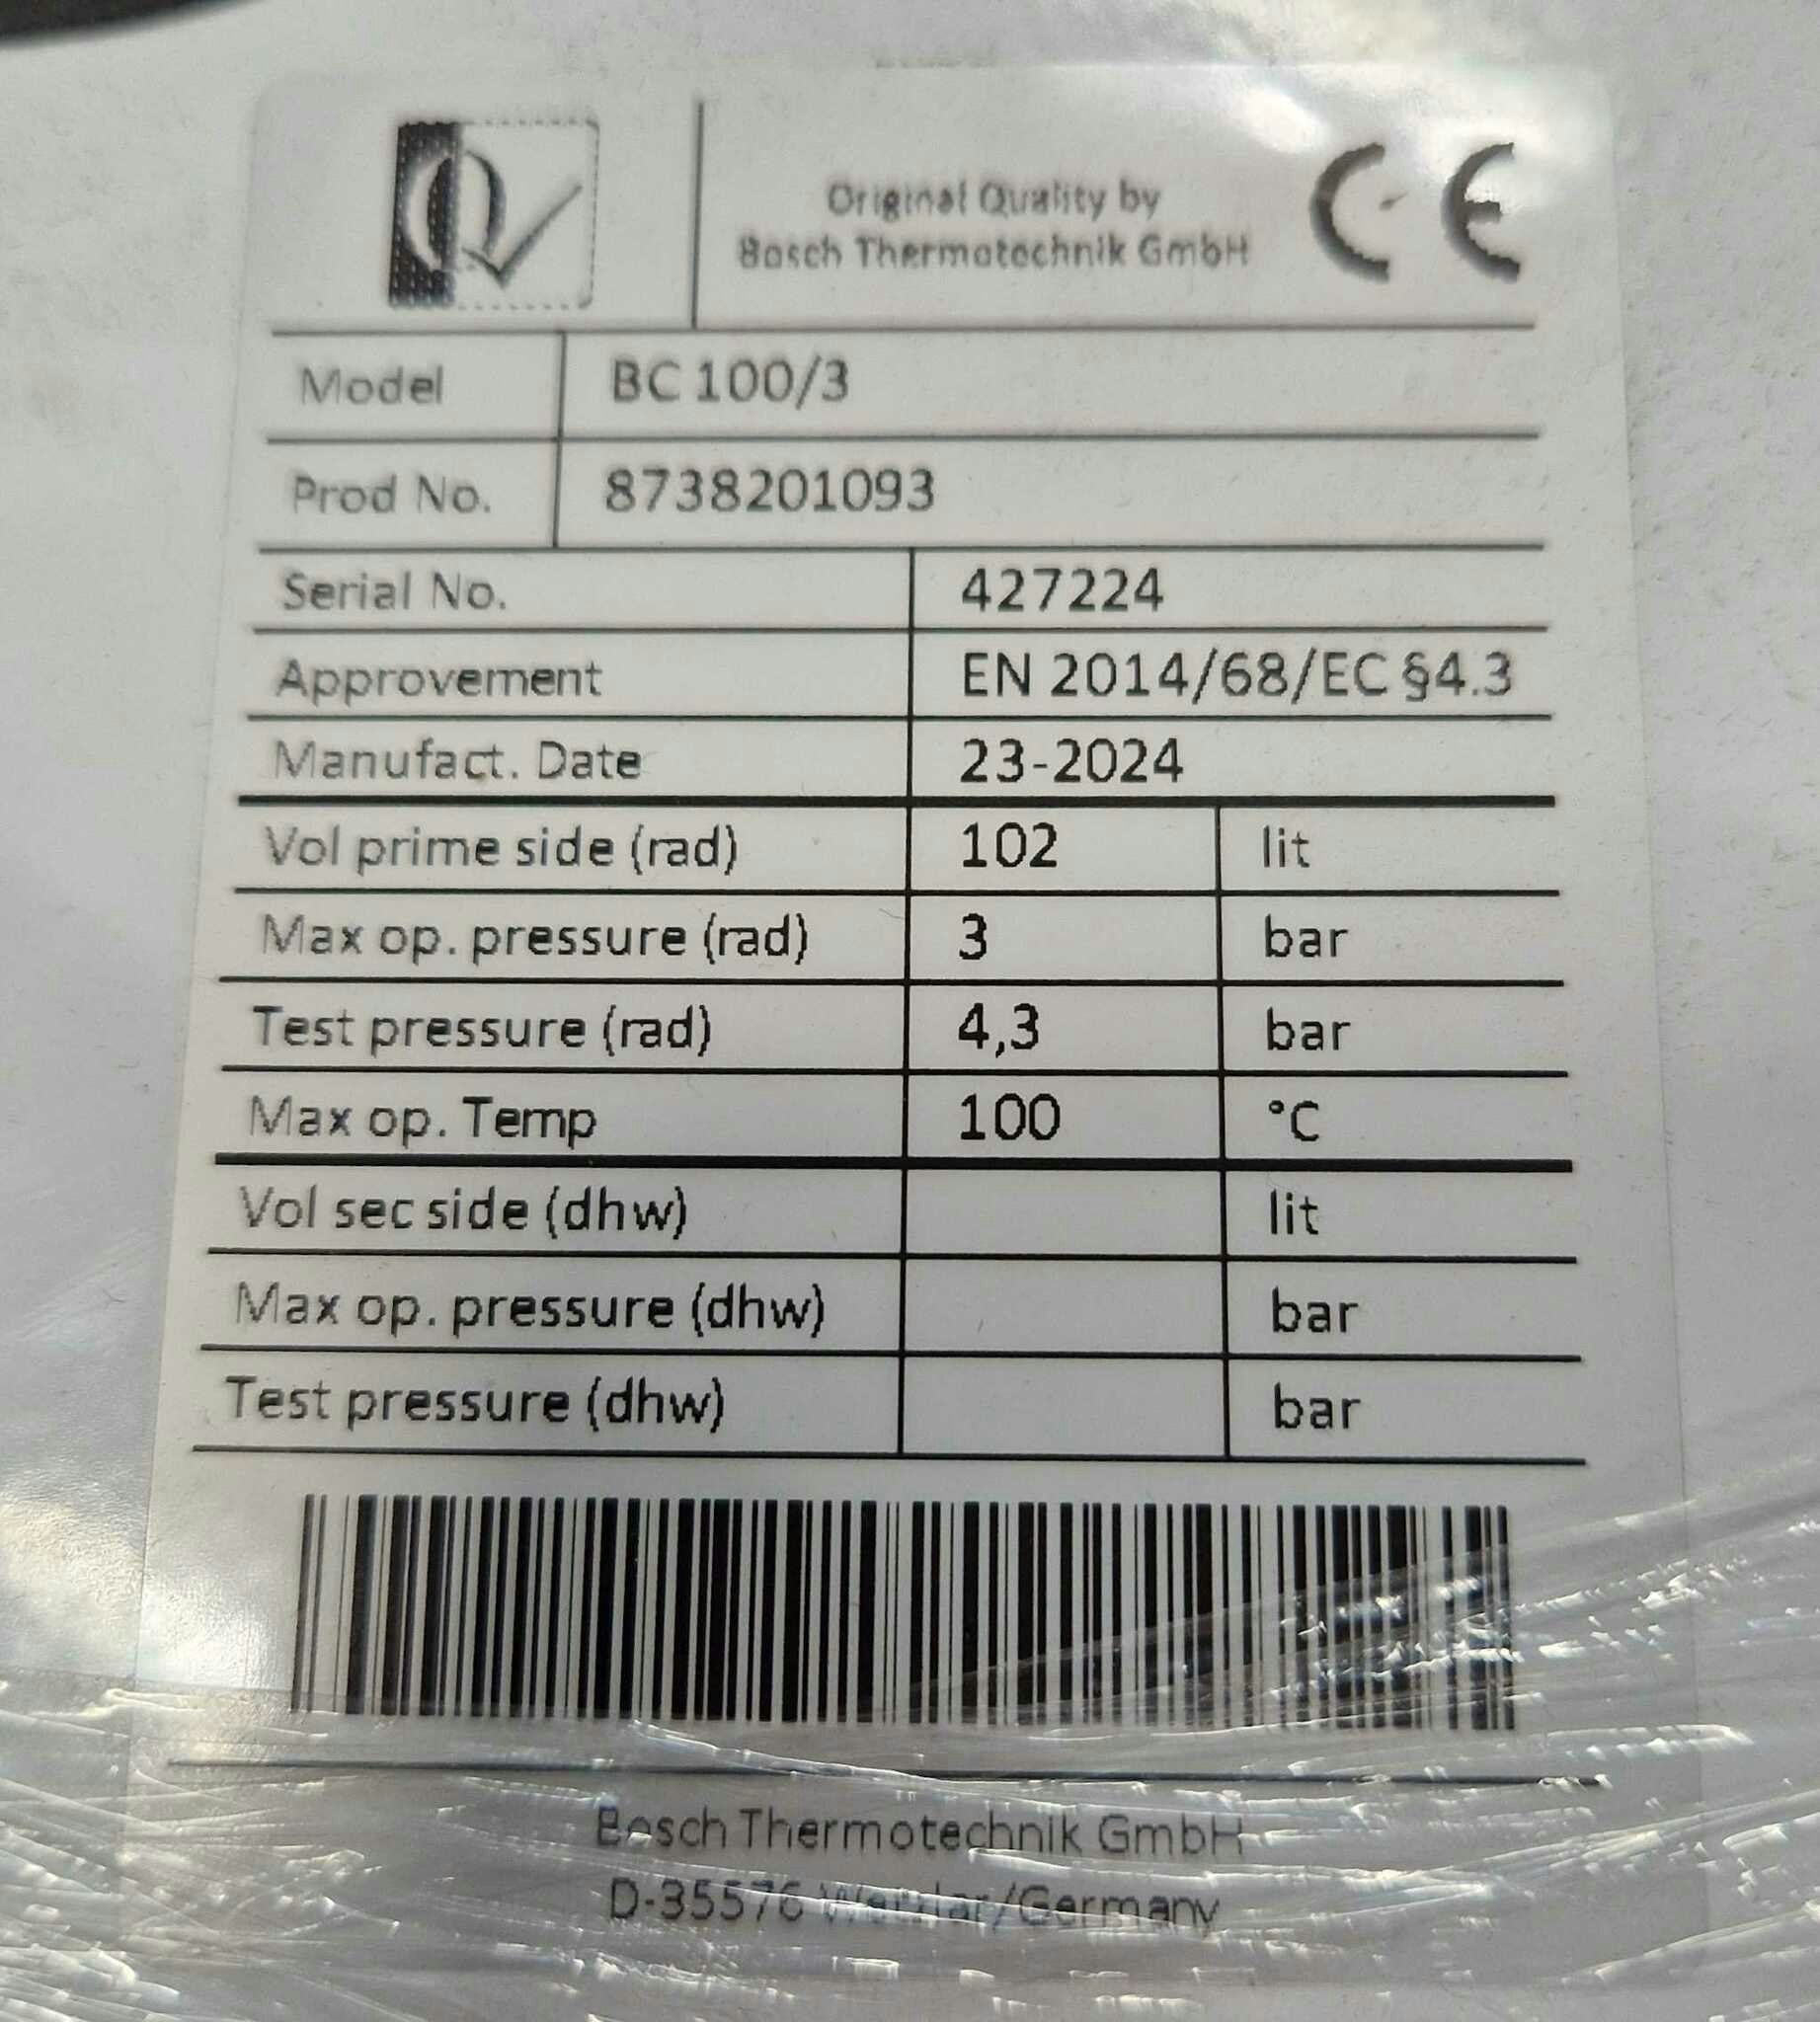 Original Quality by
Bosch Thermotechnik GmbH
CE
Model BC 100/3
Prod No. 8738201093
Serial No. 427224
Approvement EN 2014/68/EC §4.3
Manufact. Date 23-2024
Vol prime side (rad) 102 lit
Max op. pressure (rad) 3 bar
Test pressure (rad) 4,3 bar
Max op. Temp 100 °C
Vol sec side (dhw) lit
Max op. pressure (dhw) bar
Test pressure (dhw) bar
Bosch Thermotechnik GmbH
D-35576 Wetzlar/Germany